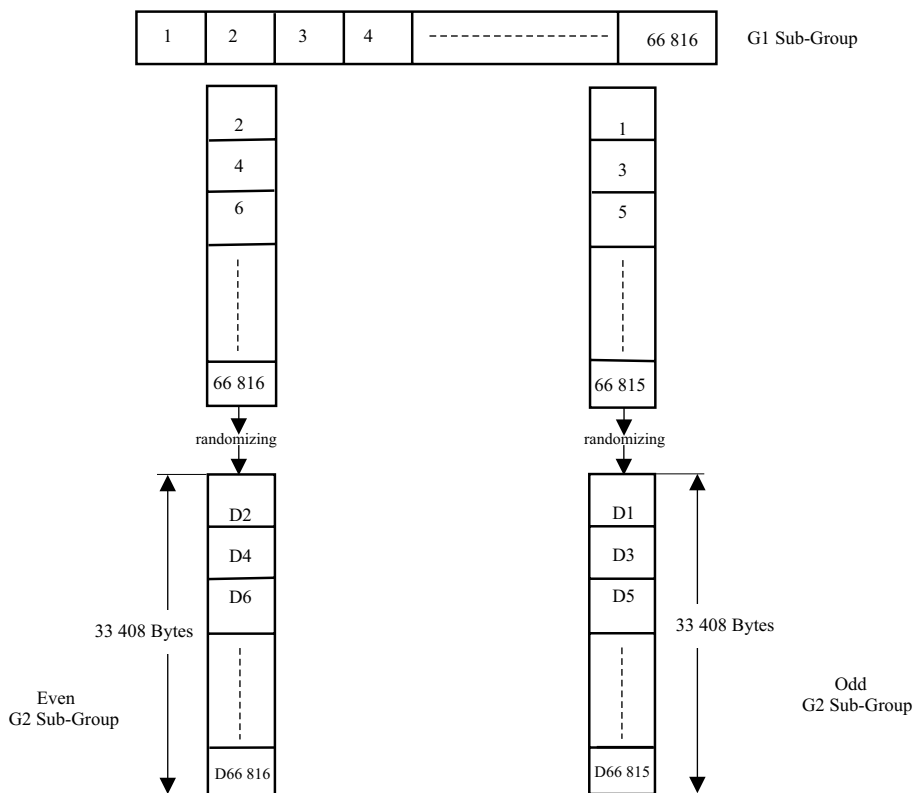 1 2 3 4 66 816 G1 Sub-Group
2 1
4 3
6 5
66 816 66 815
randomizing randomizing
D2 D1
D4 D3
D6 D5
33 408 Bytes 33 408 Bytes
Even Odd
G2 Sub-Group G2 Sub-Group
D66 816 D66 815